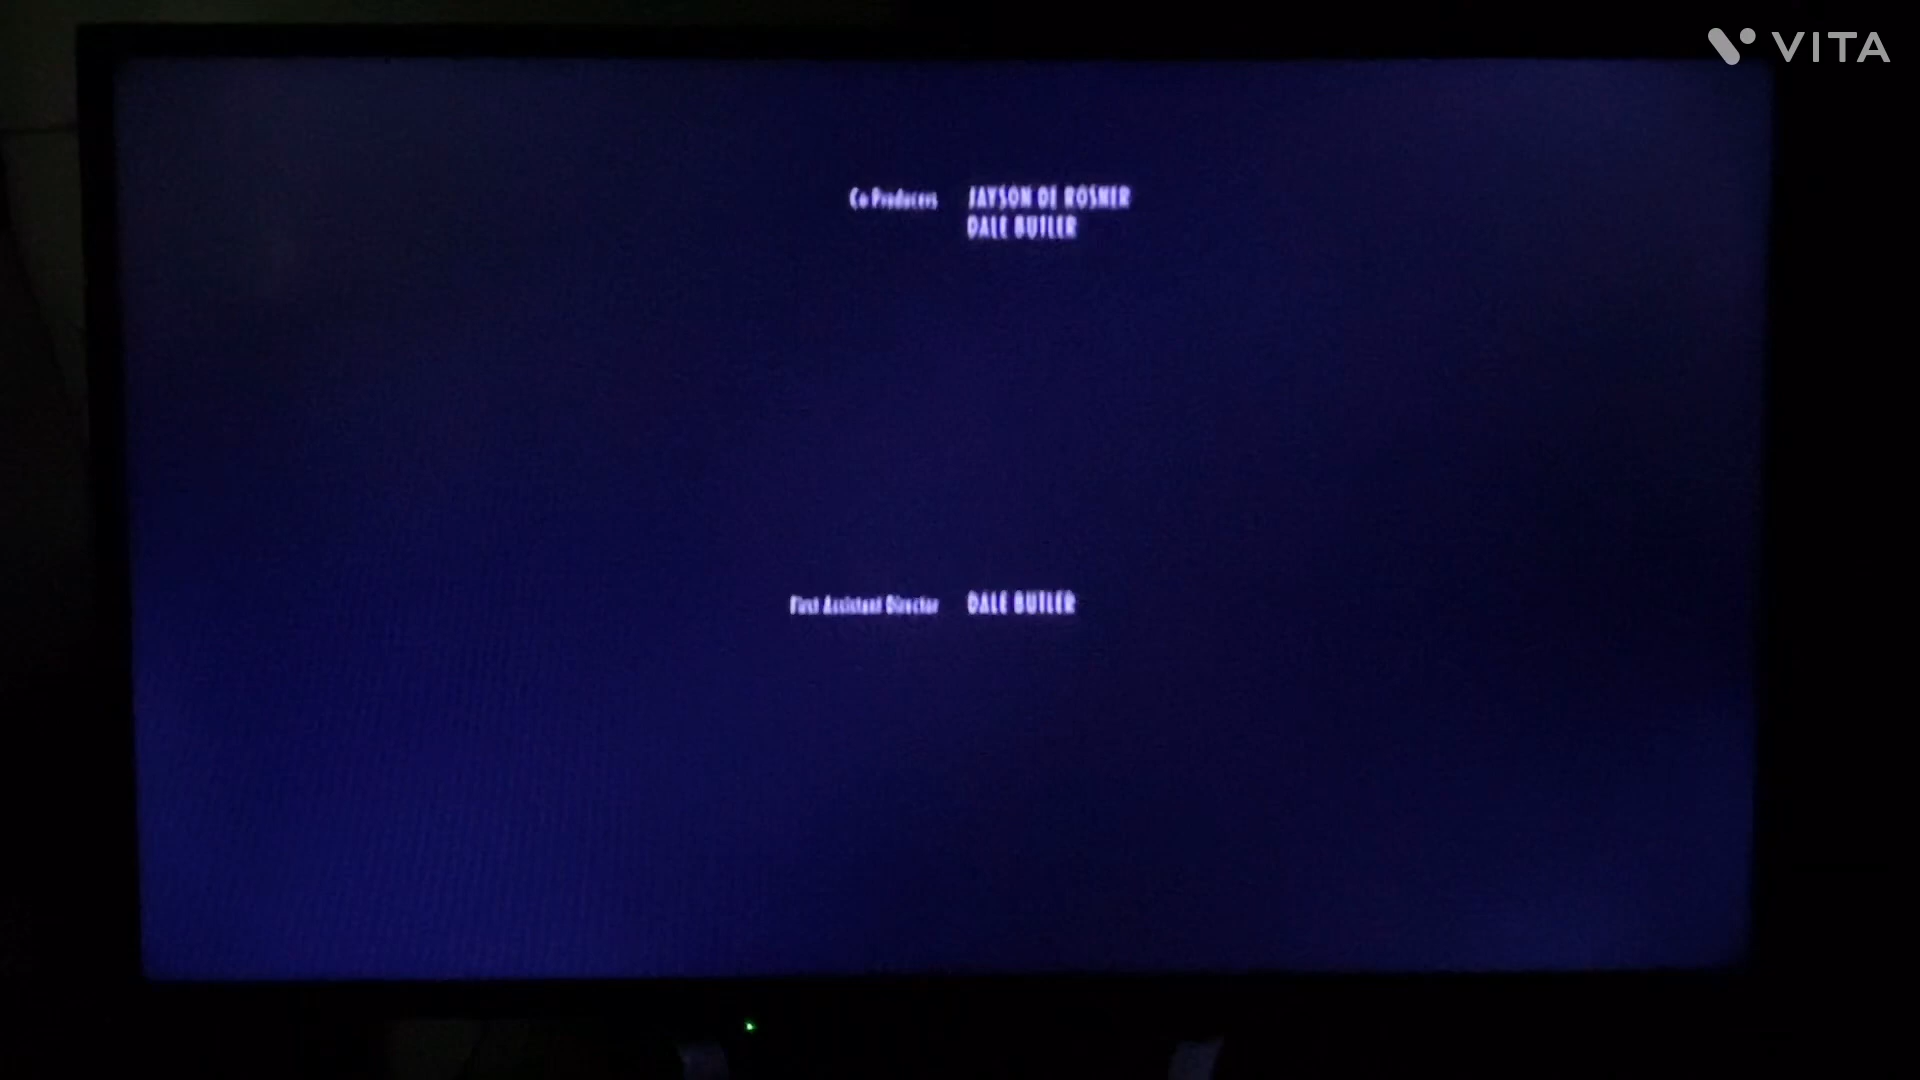 VITA
Co Producers JAYSON DE ROSNER
DALE BUTLER
First Assistant Director DALE BUTLER